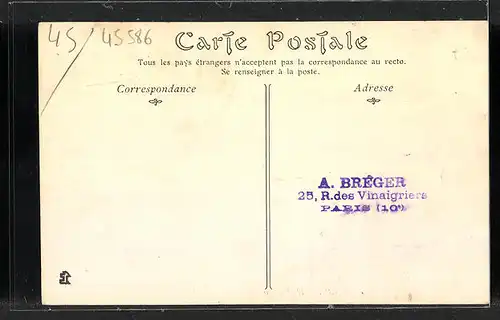 45/ 45586
Carte Postale
Tous les pays étrangers n'acceptent pas la correspondance au recto.
Se renseigner à la poste.
Correspondance
Adresse
A. BRÉGER
25, R. des Vinaigriers
PARIS (10e)